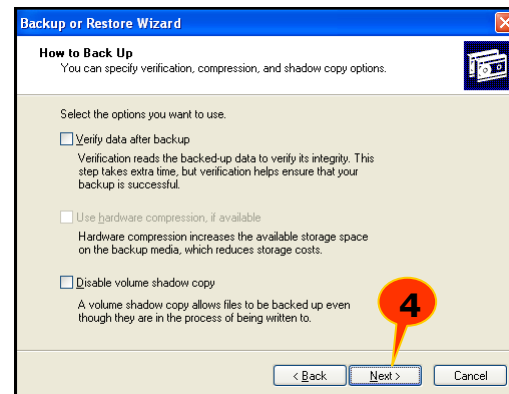 Backup or Restore Wizard
How to Back Up
You can specify verification, compression, and shadow copy options.
Select the options you want to use.
Verify data after backup
Verification reads the backed-up data to verify its integrity. This
step takes extra time, but verification helps ensure that your
backup is successful.
Use hardware compression, if available
Hardware compression increases the available storage space
on the backup media, which reduces storage costs.
Disable volume shadow copy
A volume shadow copy allows files to be backed up even
though they are in the process of being written to.
4
< Back Next > Cancel